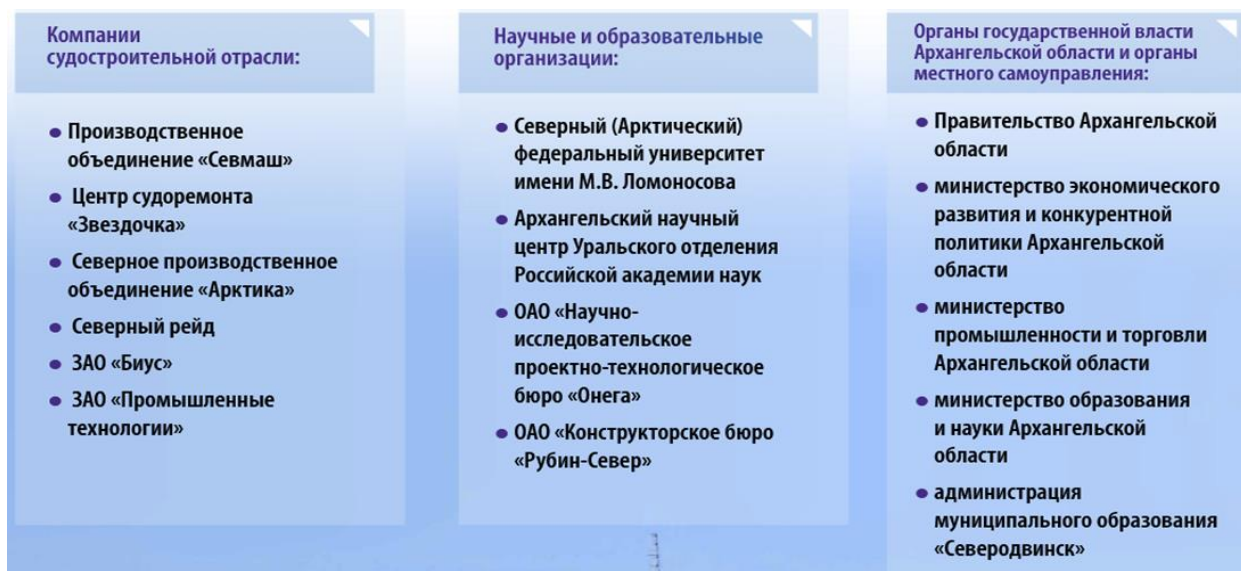 Компании
судостроительной отрасли:
● Производственное
объединение «Севмаш»
● Центр судоремонта
«Звездочка»
● Северное производственное
объединение «Арктика»
● Северный рейд
● ЗАО «Биус»
● ЗАО «Промышленные
технологии»
Научные и образовательные
организации:
● Северный (Арктический)
федеральный университет
имени М.В. Ломоносова
● Архангельский научный
центр Уральского отделения
Российской академии наук
● ОАО «Научно-
исследовательское
проектно-технологическое
бюро «Онега»
● ОАО «Конструкторское бюро
«Рубин-Север»
Органы государственной власти
Архангельской области и органы
местного самоуправления:
● Правительство Архангельской
области
● министерство экономического
развития и конкурентной
политики Архангельской
области
● министерство
промышленности и торговли
Архангельской области
● министерство образования
и науки Архангельской
области
● администрация
муниципального образования
«Северодвинск»